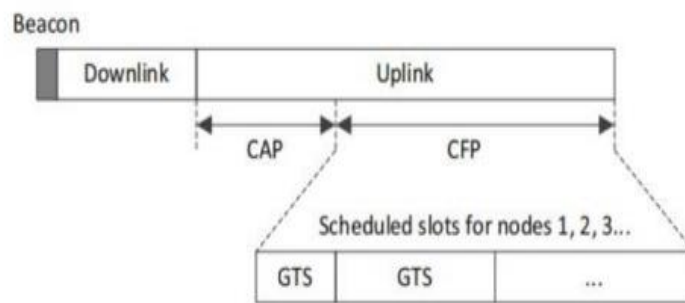 Beacon
Downlink Uplink
CAP CFP
Scheduled slots for nodes 1, 2, 3...
GTS GTS ...